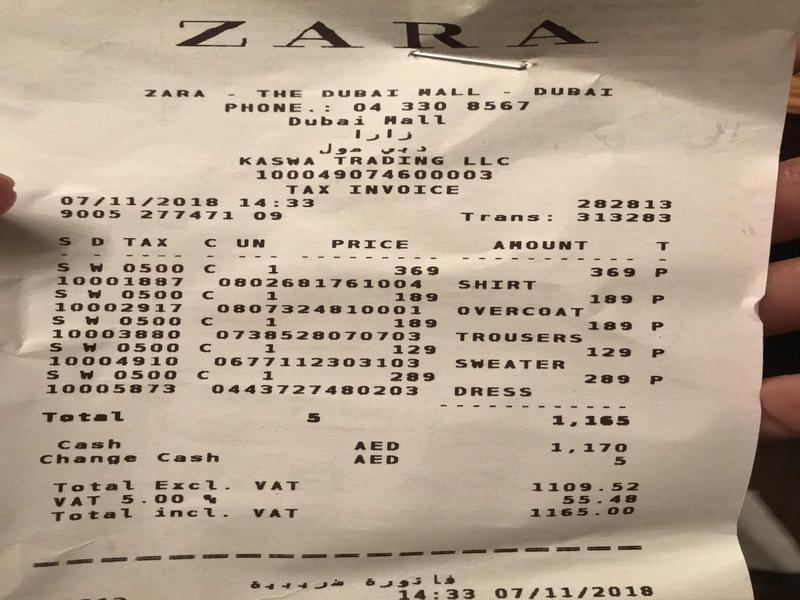 ZARA
ZARA - THE DUBAI MALL - DUBAI
PHONE.: 04 330 8567
Dubai Mall
زارا
دبي مول
KASWA TRADING LLC
100049074600003
TAX INVOICE
07/11/2018 14:33 282813
9005 277471 09 Trans: 313283
S D TAX C UN PRICE AMOUNT T
S W 0500 C 1 369 369 P
10001887 0802681761004 SHIRT
S W 0500 C 1 189 189 P
10002917 0807324810001 OVERCOAT
S W 0500 C 1 189 189 P
10003880 0738528070703 TROUSERS
S W 0500 C 1 129 129 P
10004910 0677112303103 SWEATER
S W 0500 C 1 289 289 P
10005873 0443727480203 DRESS
Total 5 1,165
Cash AED 1,170
Change Cash AED 5
Total Excl. VAT 1109.52
VAT 5.00 % 55.48
Total incl. VAT 1165.00
فاتورة ضريبية
14:33 07/11/2018